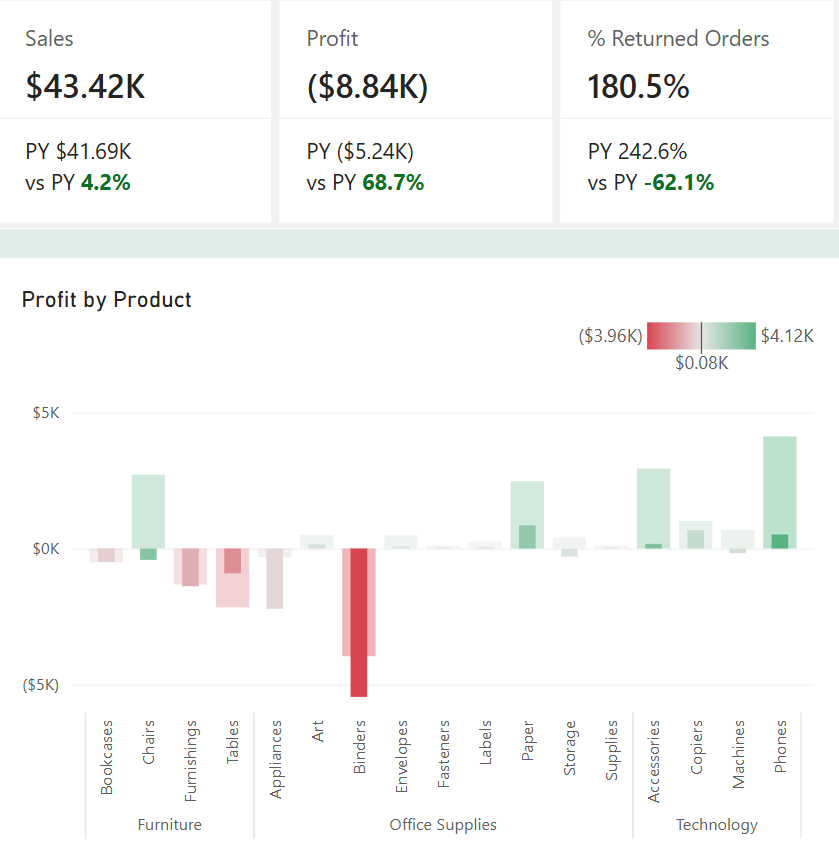 Sales
$43.42K
PY $41.69K
vs PY 4.2%
Profit
($8.84K)
PY ($5.24K)
vs PY 68.7%
% Returned Orders
180.5%
PY 242.6%
vs PY -62.1%
Profit by Product
($3.96K)
$4.12K
$0.08K
$5K
$0K
($5K)
Bookcases
Chairs
Furnishings
Tables
Appliances
Art
Binders
Envelopes
Fasteners
Labels
Paper
Storage
Supplies
Accessories
Copiers
Machines
Phones
Furniture
Office Supplies
Technology